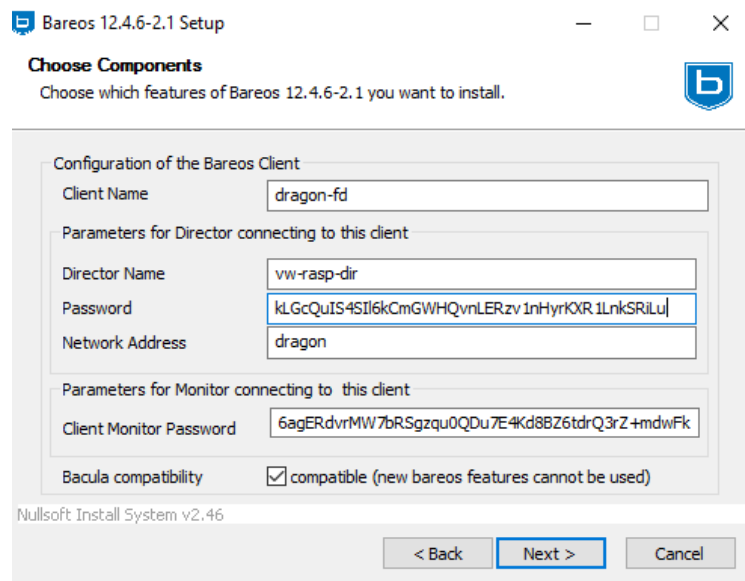 Bareos 12.4.6-2.1 Setup
Choose Components
Choose which features of Bareos 12.4.6-2.1 you want to install.
Configuration of the Bareos Client
Client Name dragon-fd
Parameters for Director connecting to this client
Director Name vw-rasp-dir
Password kLGcQuIS4SIl6kCmGWHQvnLERzv1nHyrKXR1LnkSRiLu
Network Address dragon
Parameters for Monitor connecting to this client
Client Monitor Password 6agERdvrMW7bRSgzqu0QDu7E4Kd8BZ6tdrQ3rZ+mdwFk
Bacula compatibility compatible (new bareos features cannot be used)
Nullsoft Install System v2.46
< Back Next > Cancel